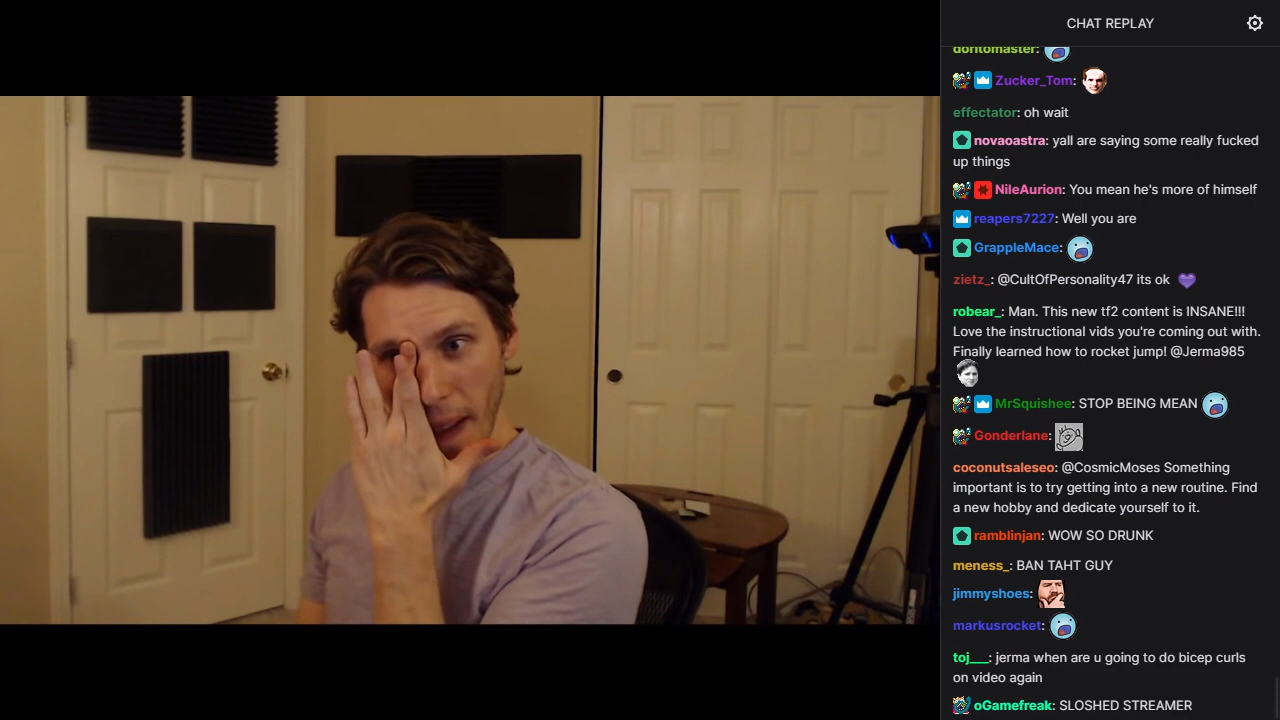 CHAT REPLAY
doritomaster:
Zucker_Tom:
effectator: oh wait
novaoastra: yall are saying some really fucked
up things
NileAurion: You mean he's more of himself
reapers7227: Well you are
GrappleMace:
zietz_: @CultOfPersonality47 its ok
robear_: Man. This new tf2 content is INSANE!!!
Love the instructional vids you're coming out with.
Finally learned how to rocket jump! @Jerma985
MrSquishee: STOP BEING MEAN
Gonderlane:
coconutsaleseo: @CosmicMoses Something
important is to try getting into a new routine. Find
a new hobby and dedicate yourself to it.
ramblinjan: WOW SO DRUNK
meness_: BAN TAHT GUY
jimmyshoes:
markusrocket:
toj___: jerma when are u going to do bicep curls
on video again
oGamefreak: SLOSHED STREAMER